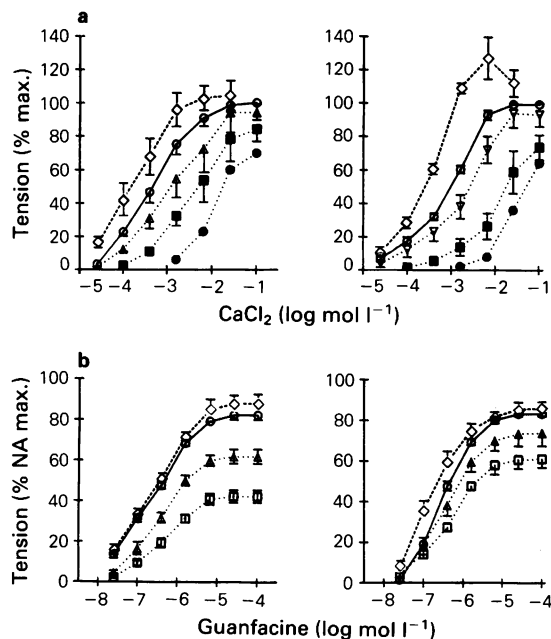 a
140 140
120 120
100 100
80 80
60 60
40 40
20 20
0 0
Tension (% max.)
−5 −4 −3 −2 −1 −5 −4 −3 −2 −1
CaCl₂ (log mol l⁻¹)
b
100 100
80 80
60 60
40 40
20 20
0 0
Tension (% NA max.)
−8 −7 −6 −5 −4 −8 −7 −6 −5 −4
Guanfacine (log mol l⁻¹)